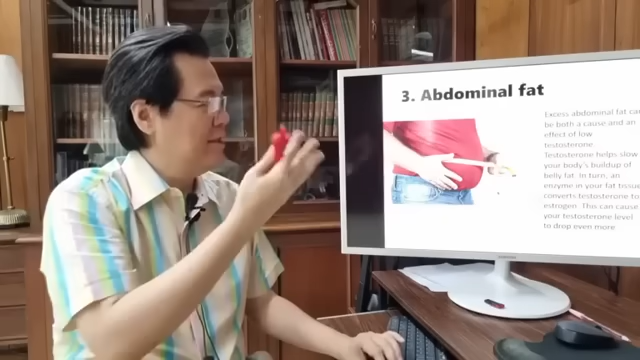 3. Abdominal fat
Excess abdominal fat can
be both a cause and an
effect of low
testosterone.
Testosterone helps slow
your body's buildup of
belly fat. In turn, an
enzyme in your fat tissue
converts testosterone to
estrogen. This can cause
your testosterone level
to drop even more